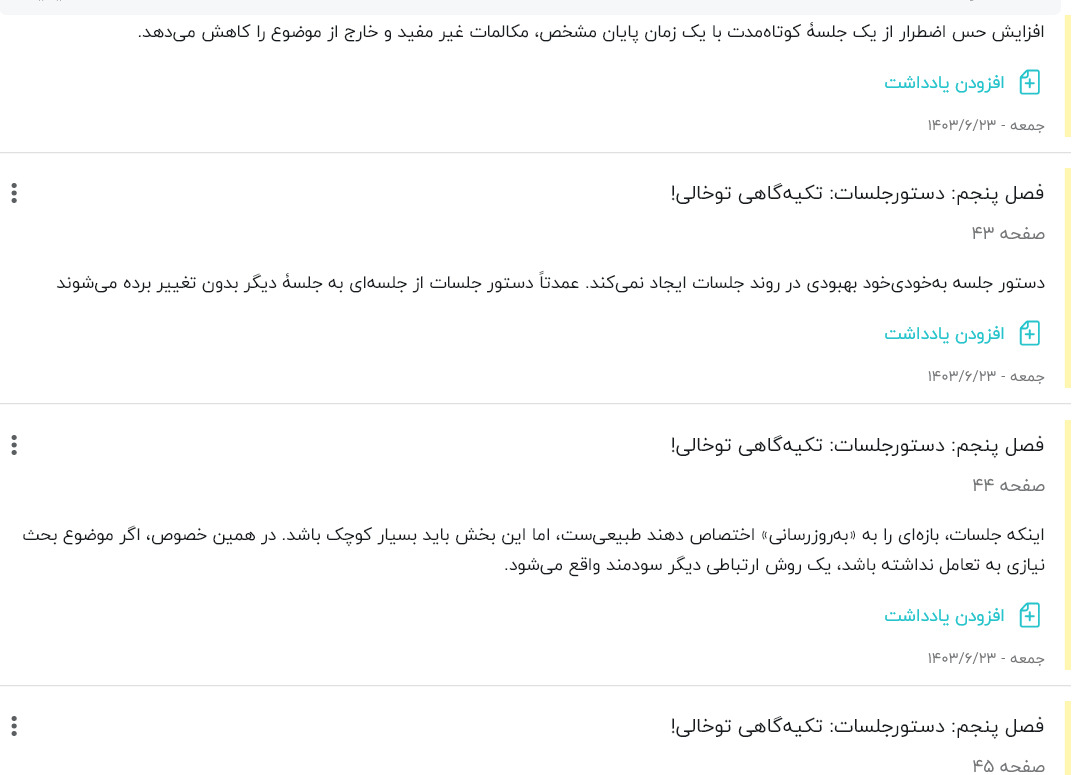 افزایش حس اضطرار از یک جلسهٔ کوتاه‌مدت با یک زمان پایان مشخص، مکالمات غیر مفید و خارج از موضوع را کاهش می‌دهد.
افزودن یادداشت
جمعه - ۱۴۰۳/۶/۲۳
فصل پنجم: دستورجلسات: تکیه‌گاهی توخالی!
صفحه ۴۳
دستور جلسه به‌خودی‌خود بهبودی در روند جلسات ایجاد نمی‌کند. عمدتاً دستور جلسات از جلسه‌ای به جلسهٔ دیگر بدون تغییر برده می‌شوند
افزودن یادداشت
جمعه - ۱۴۰۳/۶/۲۳
فصل پنجم: دستورجلسات: تکیه‌گاهی توخالی!
صفحه ۴۴
اینکه جلسات، بازه‌ای را به «به‌روزرسانی» اختصاص دهند طبیعی‌ست، اما این بخش باید بسیار کوچک باشد. در همین خصوص، اگر موضوع بحث
نیازی به تعامل نداشته باشد، یک روش ارتباطی دیگر سودمند واقع می‌شود.
افزودن یادداشت
جمعه - ۱۴۰۳/۶/۲۳
فصل پنجم: دستورجلسات: تکیه‌گاهی توخالی!
صفحه ۴۵